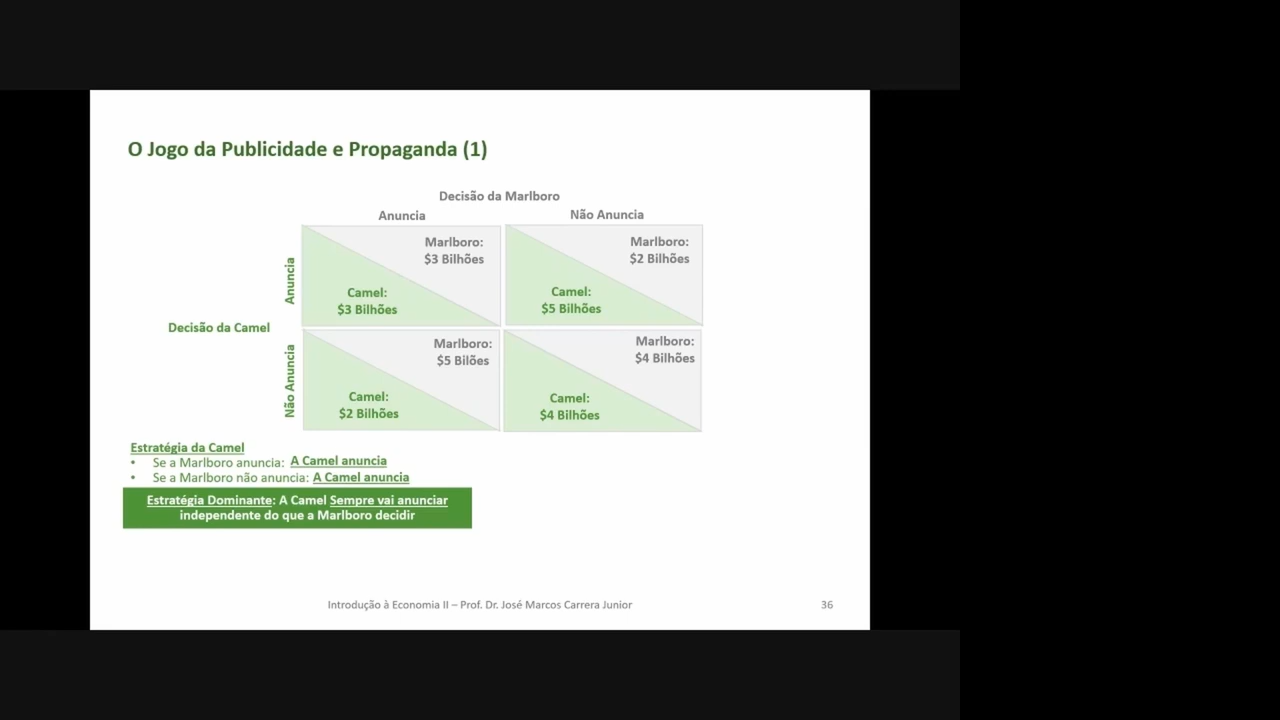 O Jogo da Publicidade e Propaganda (1)
Decisão da Marlboro
Anuncia
Não Anuncia
Anuncia
Marlboro:
$3 Bilhões
Camel:
$3 Bilhões
Marlboro:
$2 Bilhões
Camel:
$5 Bilhões
Decisão da Camel
Não Anuncia
Marlboro:
$5 Bilões
Camel:
$2 Bilhões
Marlboro:
$4 Bilhões
Camel:
$4 Bilhões
Estratégia da Camel
• Se a Marlboro anuncia: A Camel anuncia
• Se a Marlboro não anuncia: A Camel anuncia
Estratégia Dominante: A Camel Sempre vai anunciar
independente do que a Marlboro decidir
Introdução à Economia II – Prof. Dr. José Marcos Carrera Junior
36